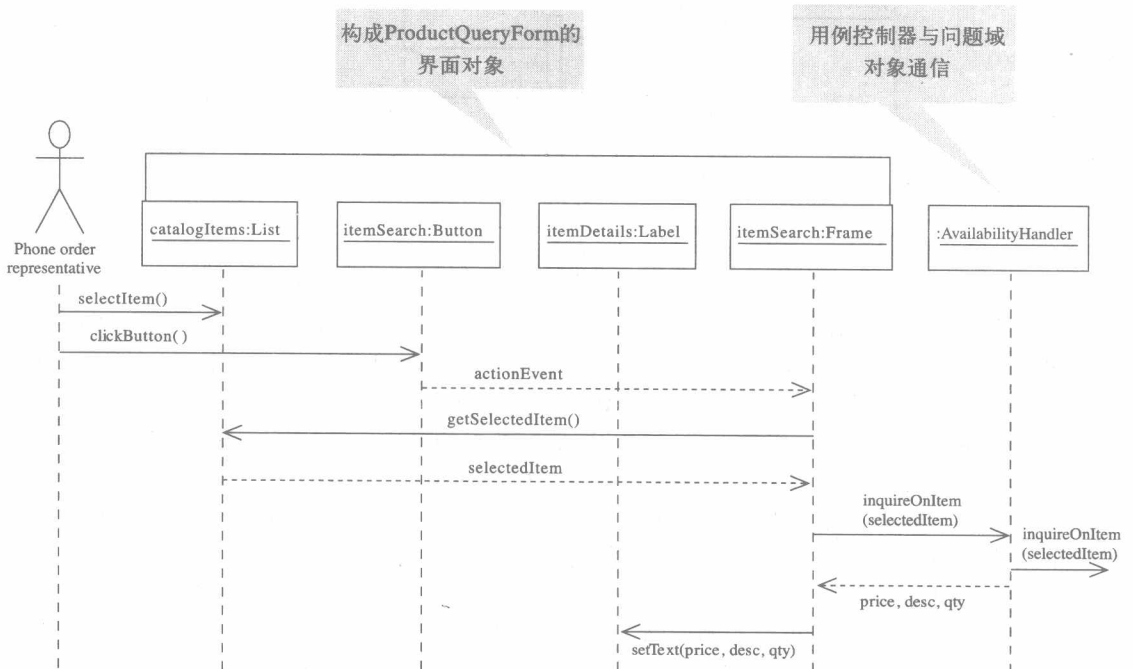 构成ProductQueryForm的
界面对象
用例控制器与问题域
对象通信
Phone order
representative
catalogItems:List
itemSearch:Button
itemDetails:Label
itemSearch:Frame
:AvailabilityHandler
selectItem()
clickButton()
actionEvent
getSelectedItem()
selectedItem
inquireOnItem
(selectedItem)
inquireOnItem
(selectedItem)
price, desc, qty
setText(price, desc, qty)